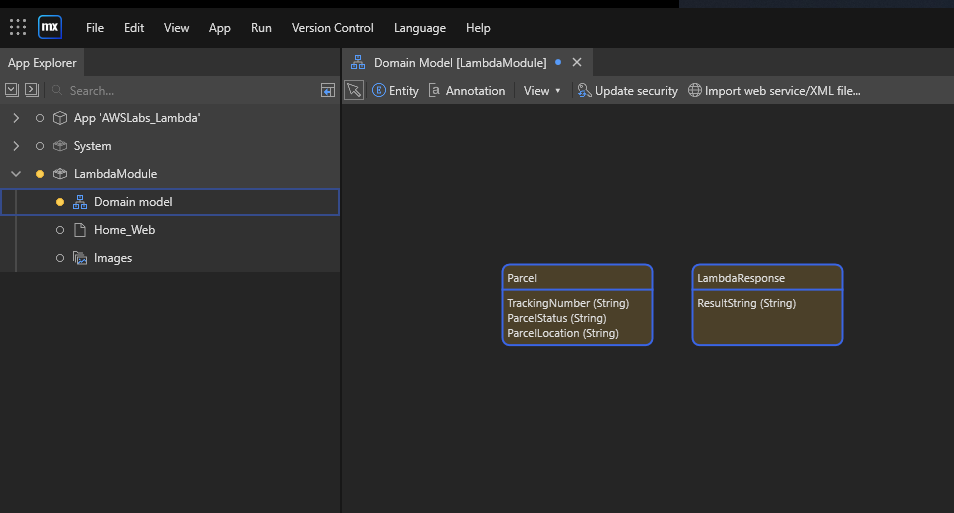 mx File Edit View App Run Version Control Language Help
App Explorer
Domain Model [LambdaModule]
Search...
Entity a Annotation View Update security Import web service/XML file...
App 'AWSLabs_Lambda'
System
LambdaModule
Domain model
Home_Web
Images
Parcel
TrackingNumber (String)
ParcelStatus (String)
ParcelLocation (String)
LambdaResponse
ResultString (String)